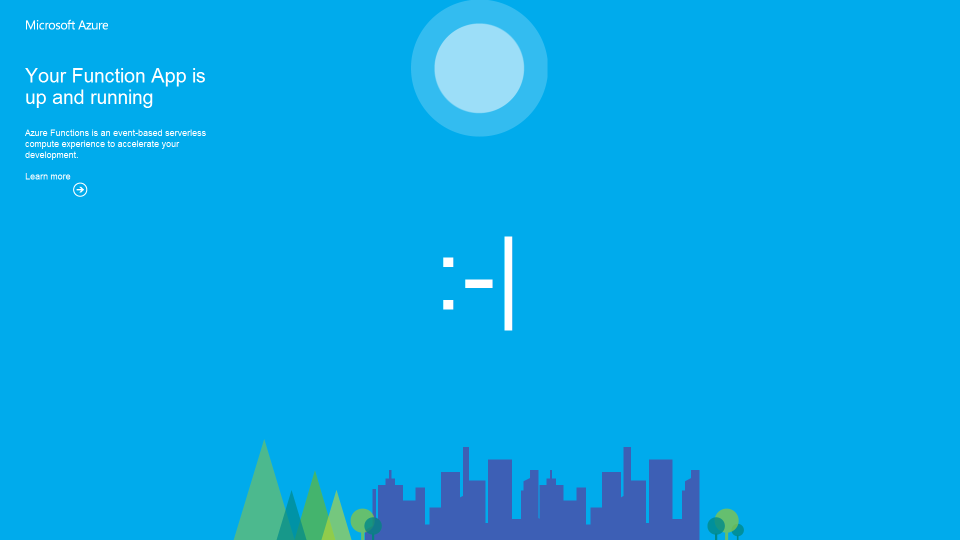 Microsoft Azure
Your Function App is
up and running
Azure Functions is an event-based serverless
compute experience to accelerate your
development.
Learn more
:-|